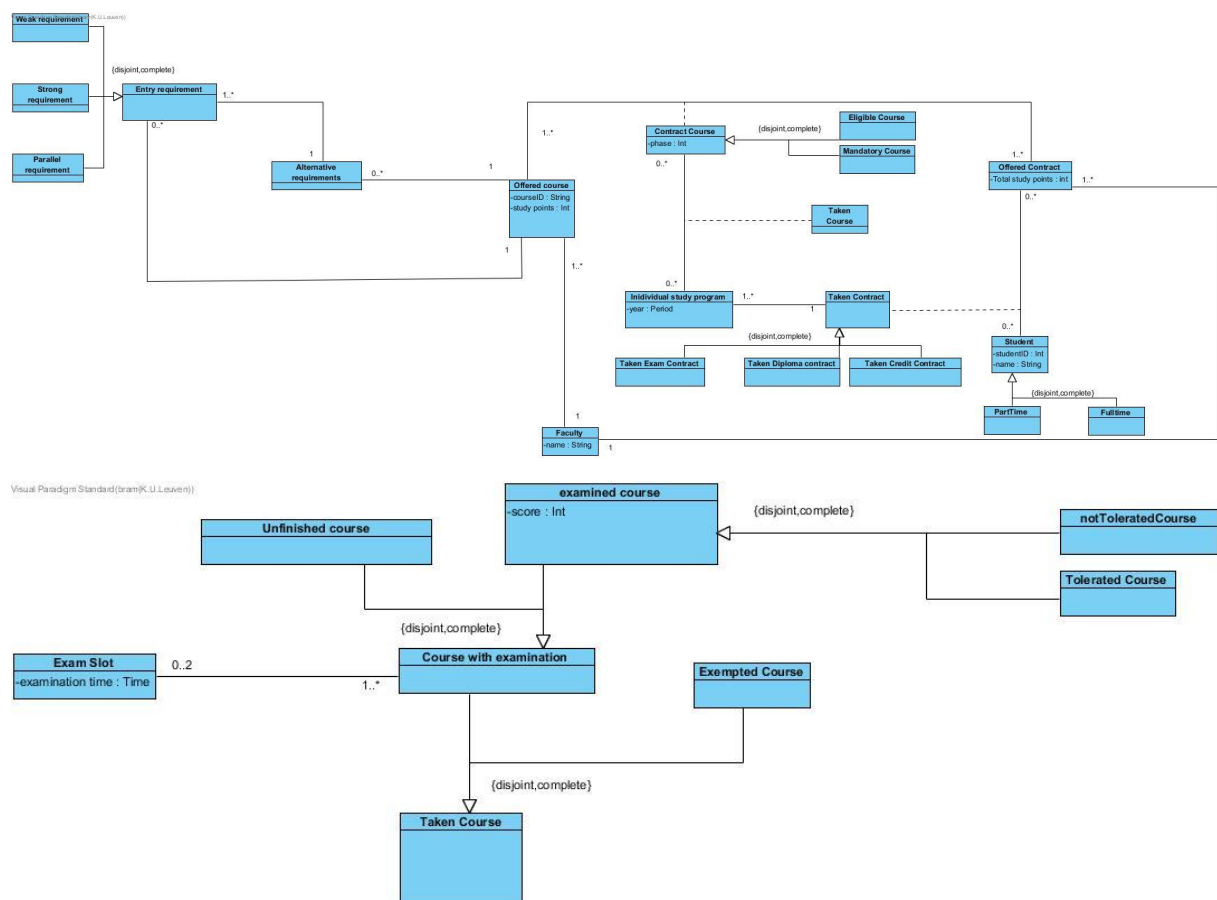 Weak requirement
(K.U.Leuven))
{disjoint,complete}
Strong
requirement
Entry requirement
1..*
0..*
Parallel
requirement
1
Alternative
requirements
0..*
1
1..*
Offered course
-courseID : String
-study points : Int
1
1..*
Contract Course
-phase : Int
0..*
{disjoint,complete}
Eligible Course
Mandatory Course
1..*
Offered Contract
-Total study points : int
1..*
0..*
Taken
Course
0..*
Inidividual study program
-year : Period
1..*
1
Taken Contract
0..*
{disjoint,complete}
Student
-studentID : Int
-name : String
Taken Exam Contract
Taken Diploma contract
Taken Credit Contract
{disjoint,complete}
PartTime
Fulltime
1
Faculty
-name : String
1
Visual Paradigm Standard(bram(K.U.Leuven))
examined course
-score : Int
{disjoint,complete}
notToleratedCourse
Unfinished course
Tolerated Course
{disjoint,complete}
Exam Slot
-examination time : Time
0..2
1..*
Course with examination
Exempted Course
{disjoint,complete}
Taken Course